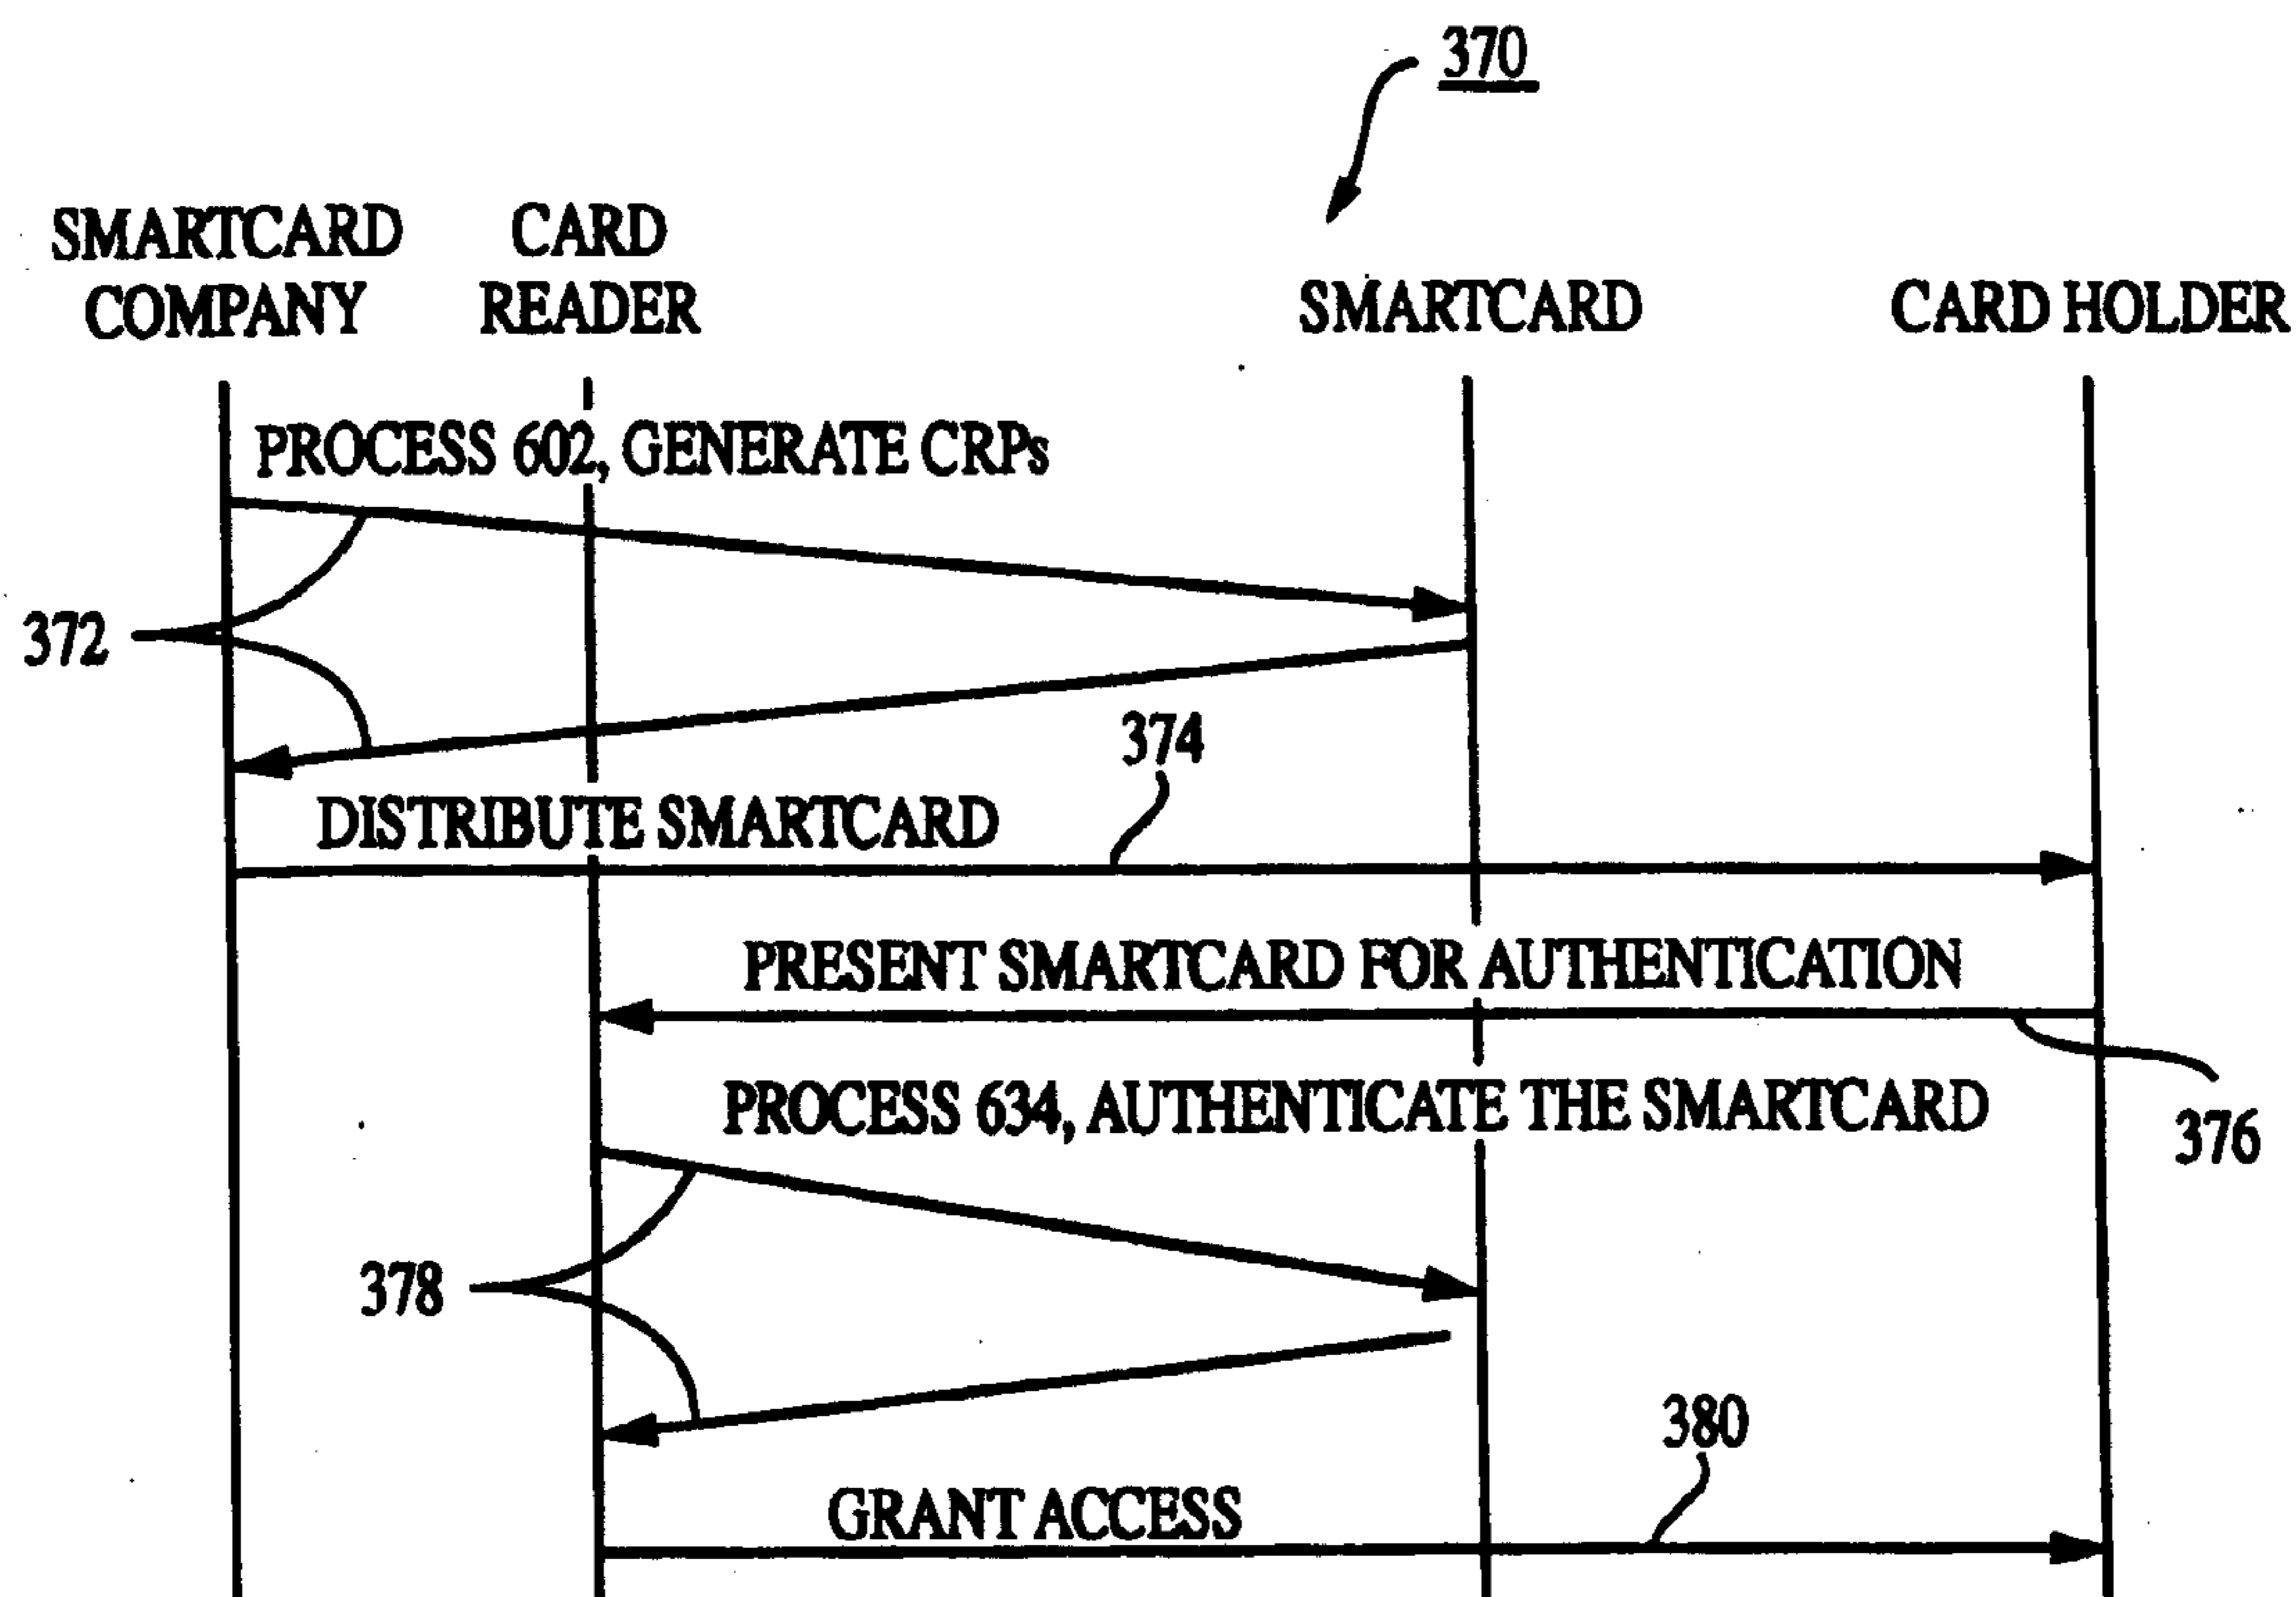 370
SMARTCARD COMPANY
CARD READER
SMARTCARD
CARD HOLDER
PROCESS 602, GENERATE CRPs
372
374
DISTRIBUTE SMARTCARD
PRESENT SMARTCARD FOR AUTHENTICATION
PROCESS 634, AUTHENTICATE THE SMARTCARD
376
378
380
GRANT ACCESS